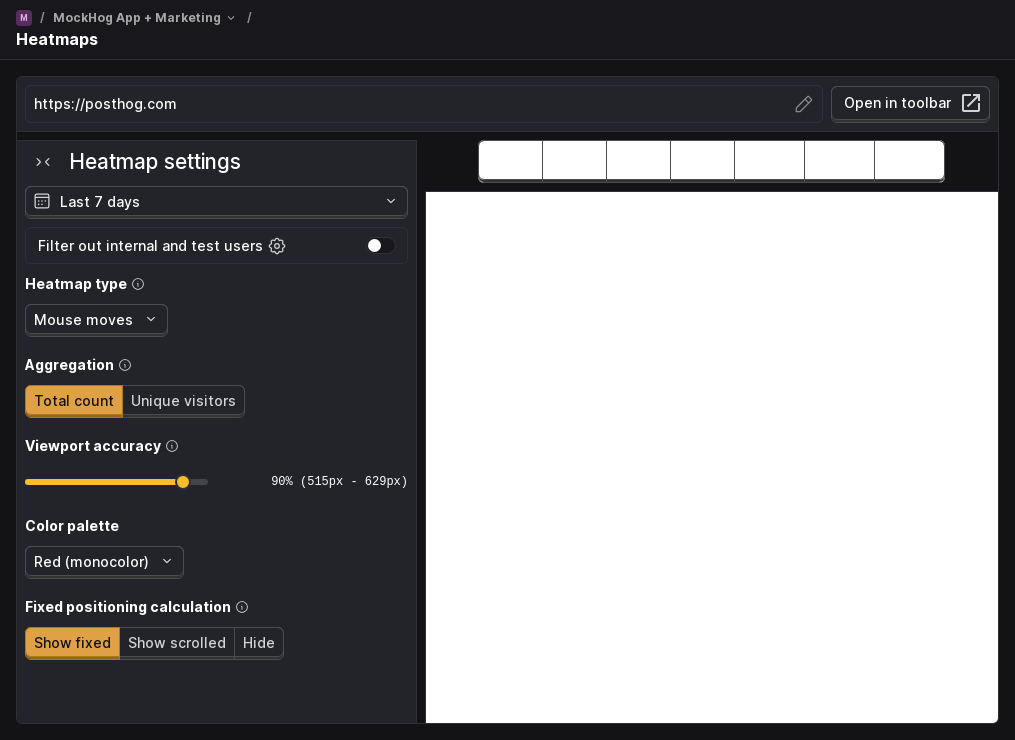 M / MockHog App + Marketing /
Heatmaps
https://posthog.com
Open in toolbar
Heatmap settings
Last 7 days
Filter out internal and test users
Heatmap type
Mouse moves
Aggregation
Total count Unique visitors
Viewport accuracy
90% (515px - 629px)
Color palette
Red (monocolor)
Fixed positioning calculation
Show fixed Show scrolled Hide